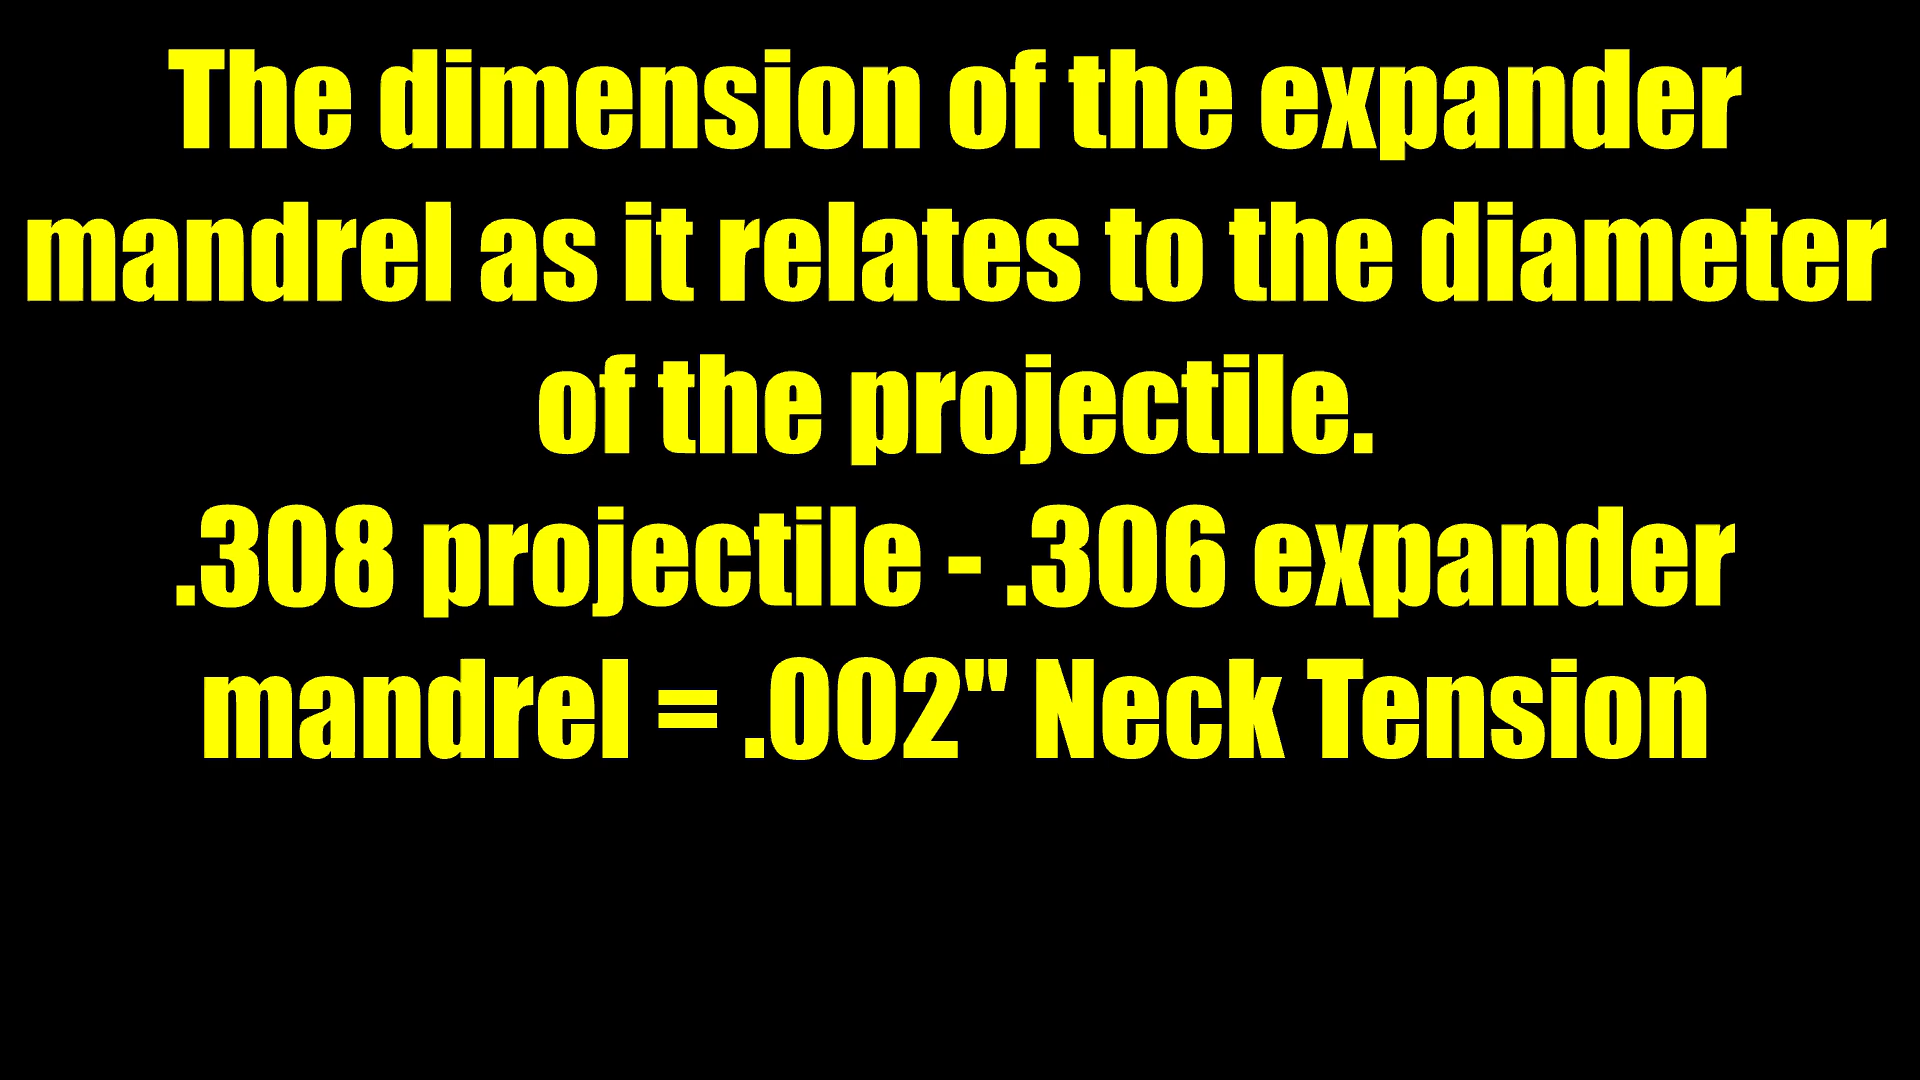 The dimension of the expander
mandrel as it relates to the diameter
of the projectile.
.308 projectile - .306 expander
mandrel = .002" Neck Tension